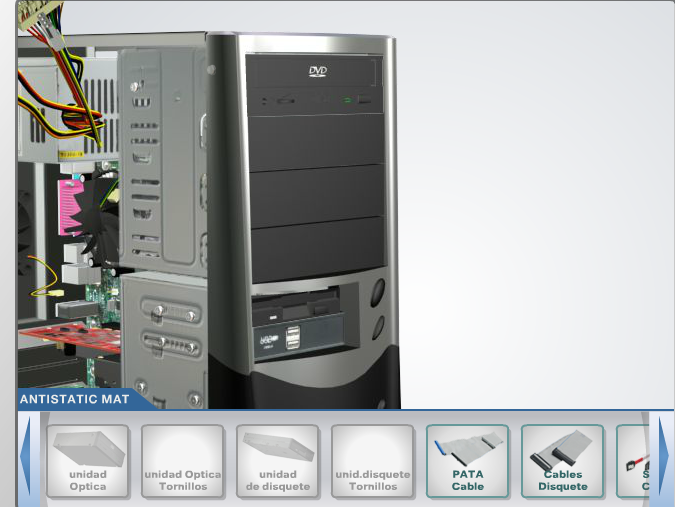 DVD
ANTISTATIC MAT
unidad
Optica
unidad Optica
Tornillos
unidad
de disquete
unid.disquete
Tornillos
PATA
Cable
Cables
Disquete
S
C